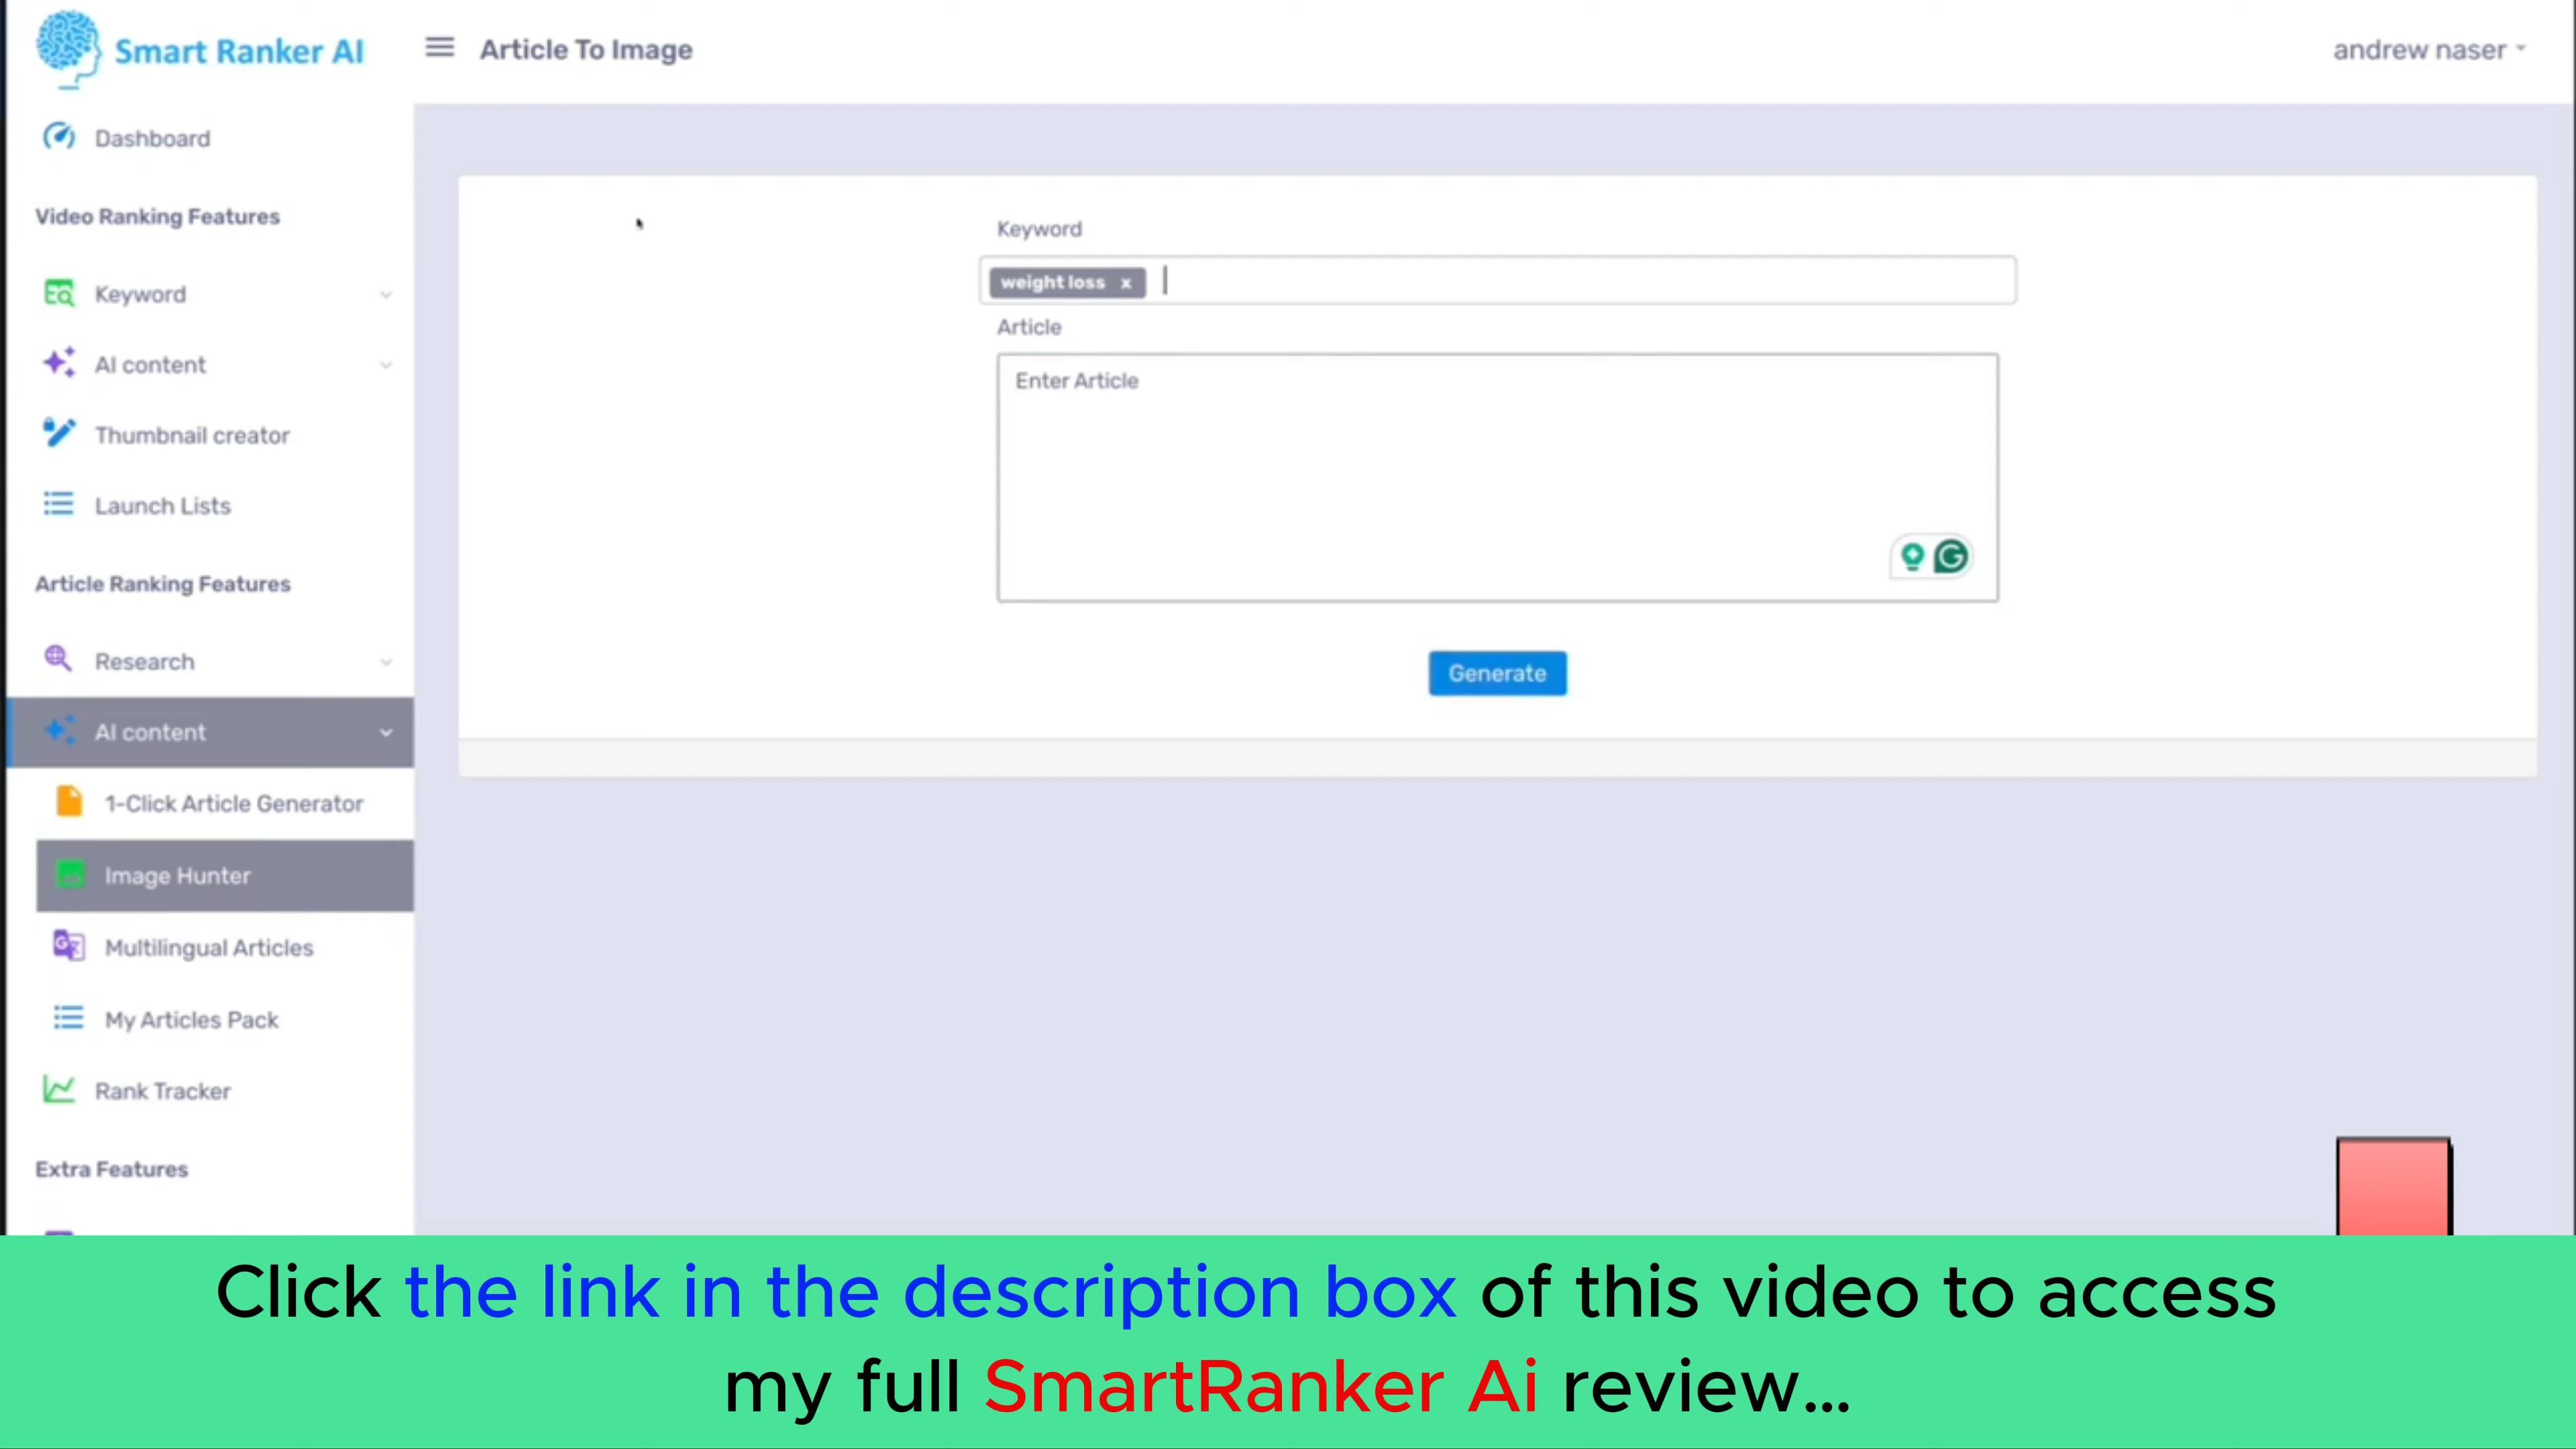 Smart Ranker AI
Article To Image
andrew naser
Dashboard
Video Ranking Features
Keyword
AI content
Thumbnail creator
Launch Lists
Article Ranking Features
Research
AI content
1-Click Article Generator
Image Hunter
Multilingual Articles
My Articles Pack
Rank Tracker
Extra Features
Keyword
weight loss x
Article
Enter Article
Generate
Click the link in the description box of this video to access
my full SmartRanker Ai review...